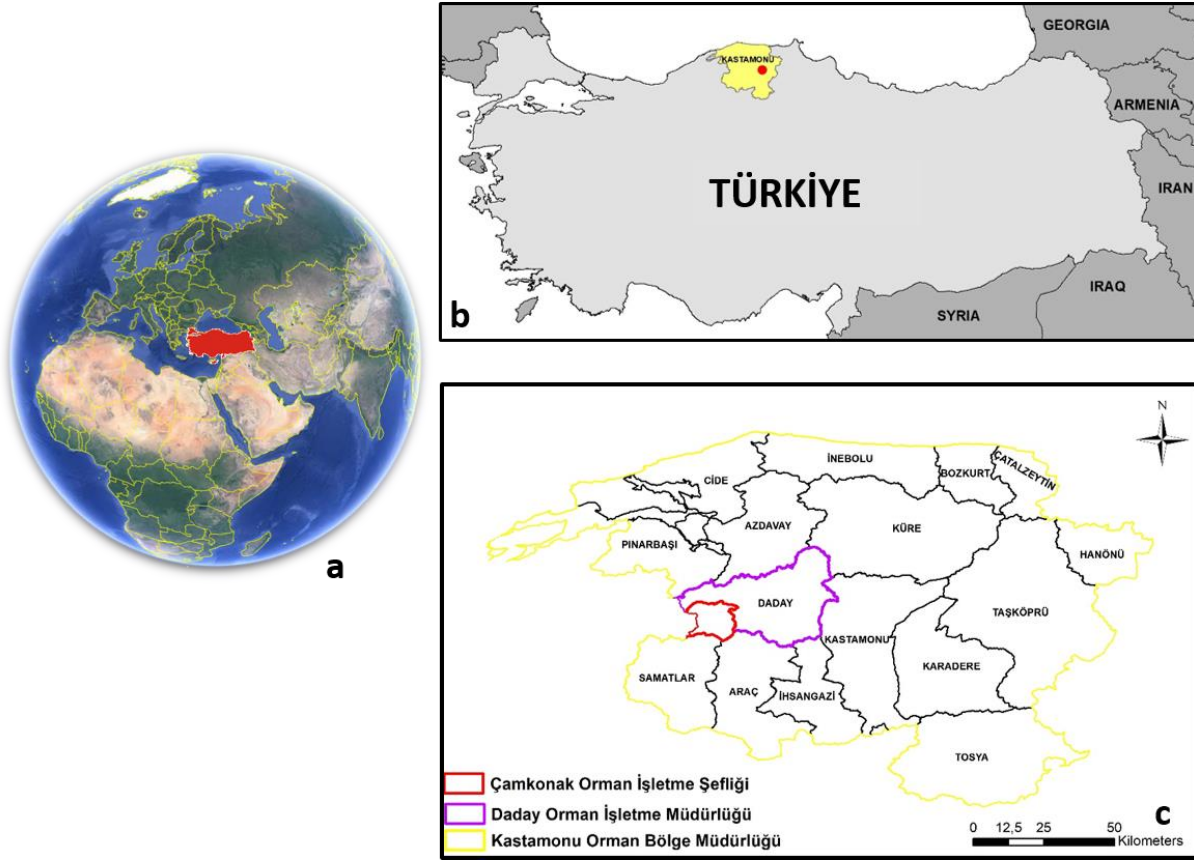 a
GEORGIA
KASTAMONU
ARMENIA
TÜRKİYE
IRAN
IRAQ
SYRIA
b
N
ÇATALZEYTİN
İNEBOLU
BOZKURT
CİDE
AZDAVAY
KÜRE
PINARBAŞI
HANÖNÜ
DADAY
TAŞKÖPRÜ
KASTAMONU
KARADERE
SAMATLAR
ARAÇ
İHSANGAZİ
TOSYA
Çamkonak Orman İşletme Şefliği
Daday Orman İşletme Müdürlüğü
Kastamonu Orman Bölge Müdürlüğü
c
0 12,5 25 50
Kilometers